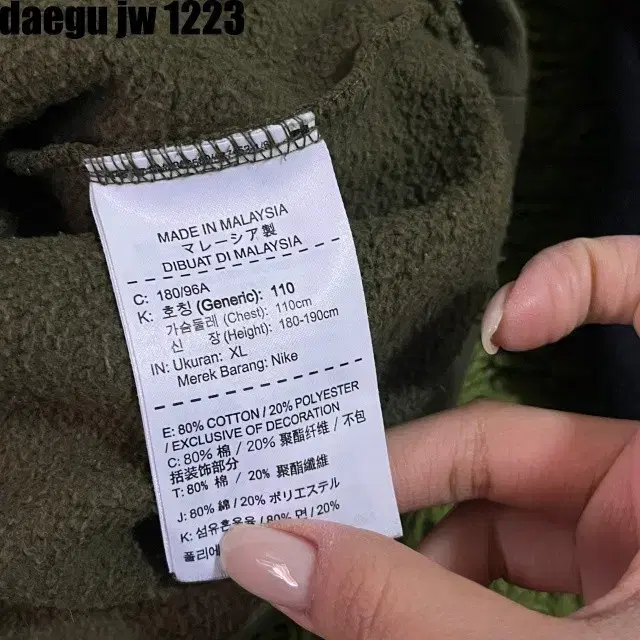 daegu jw 1223
MADE IN MALAYSIA
マレーシア製
DIBUAT DI MALAYSIA
C: 180/96A
K: 호칭 (Generic): 110
가슴둘레 (Chest): 110cm
신 장 (Height): 180-190cm
IN: Ukuran: XL
Merek Barang: Nike
E: 80% COTTON / 20% POLYESTER
/ EXCLUSIVE OF DECORATION
C: 80% 棉 / 20% 聚酯纤维 / 不包
括装饰部分
T: 80% 棉 / 20% 聚酯纖維
J: 80% 綿 / 20% ポリエステル
K: 섬유혼용율 / 80% 면 / 20%
폴리에